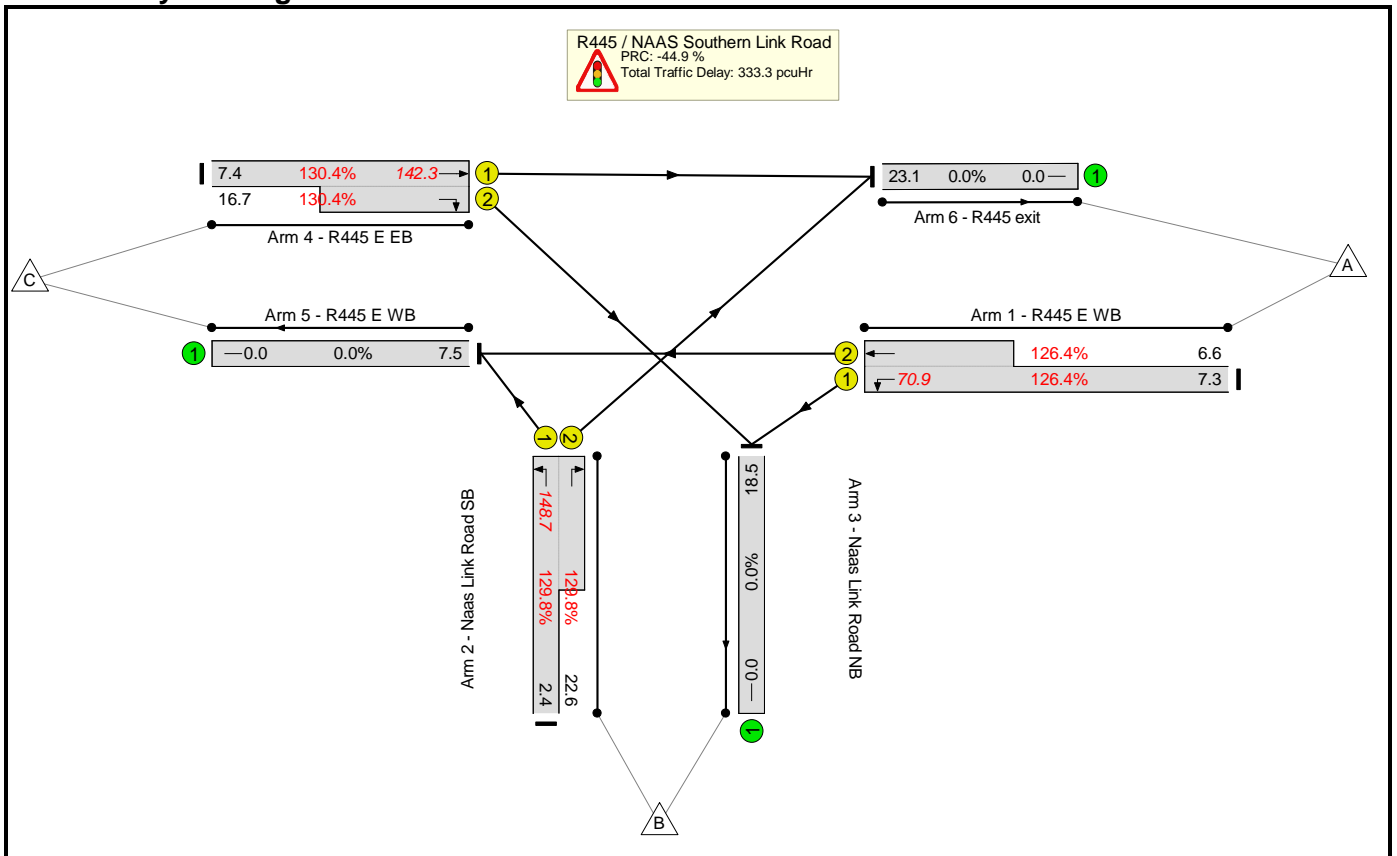 R445 / NAAS Southern Link Road
PRC: -44.9 %
Total Traffic Delay: 333.3 pcuHr
7.4 130.4% 142.3 1
16.7 130.4% 2
Arm 4 - R445 E EB
23.1 0.0% 0.0 1
Arm 6 - R445 exit
C
A
Arm 5 - R445 E WB
1 0.0 0.0% 7.5
Arm 1 - R445 E WB
2 126.4% 6.6
1 70.9 126.4% 7.3
1 2
Arm 2 - Naas Link Road SB
148.7 129.8% 2.4
129.8% 22.6
18.5 0.0% 0.0
1
Arm 3 - Naas Link Road NB
B